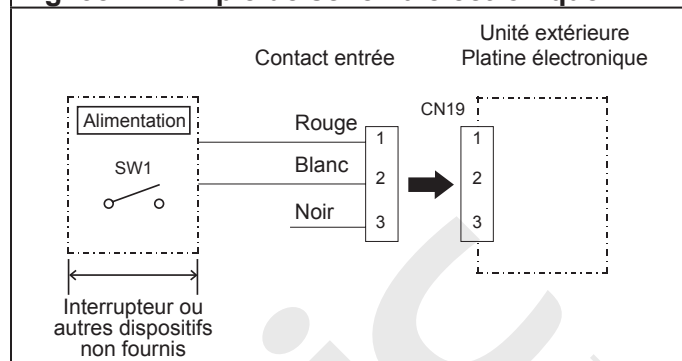 Unité extérieure
Contact entrée
Platine électronique
CN19
Alimentation
Rouge
1
1
SW1
Blanc
2
2
Noir
3
3
Interrupteur ou
autres dispositifs
non fournis